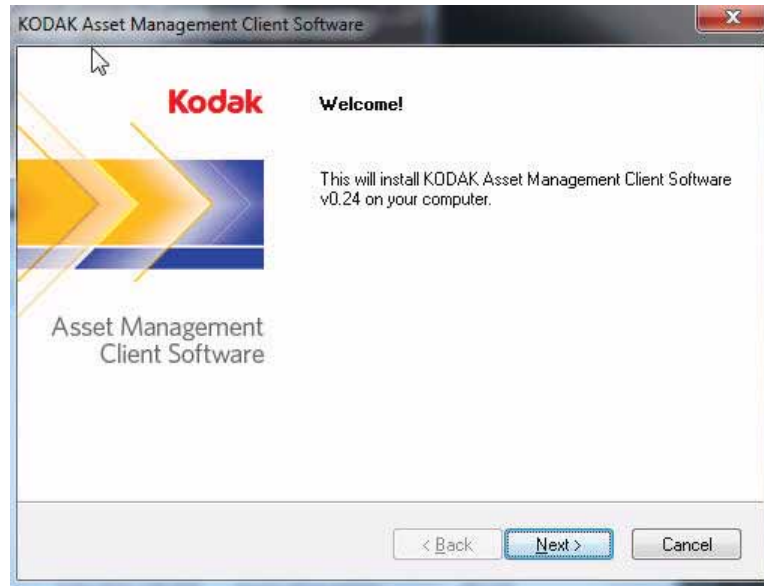 KODAK Asset Management Client Software
Kodak
Welcome!
This will install KODAK Asset Management Client Software
v0.24 on your computer.
Asset Management
Client Software
< Back
Next >
Cancel